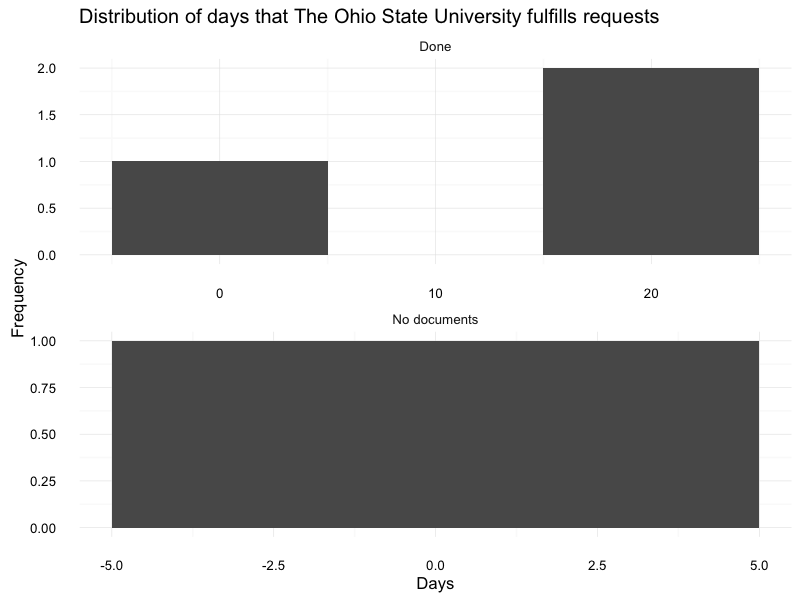 Distribution of days that The Ohio State University fulfills requests
Done
2.0
1.5
1.0
0.5
0.0
0 10 20
Frequency
No documents
1.00
0.75
0.50
0.25
0.00
-5.0 -2.5 0.0 2.5 5.0
Days